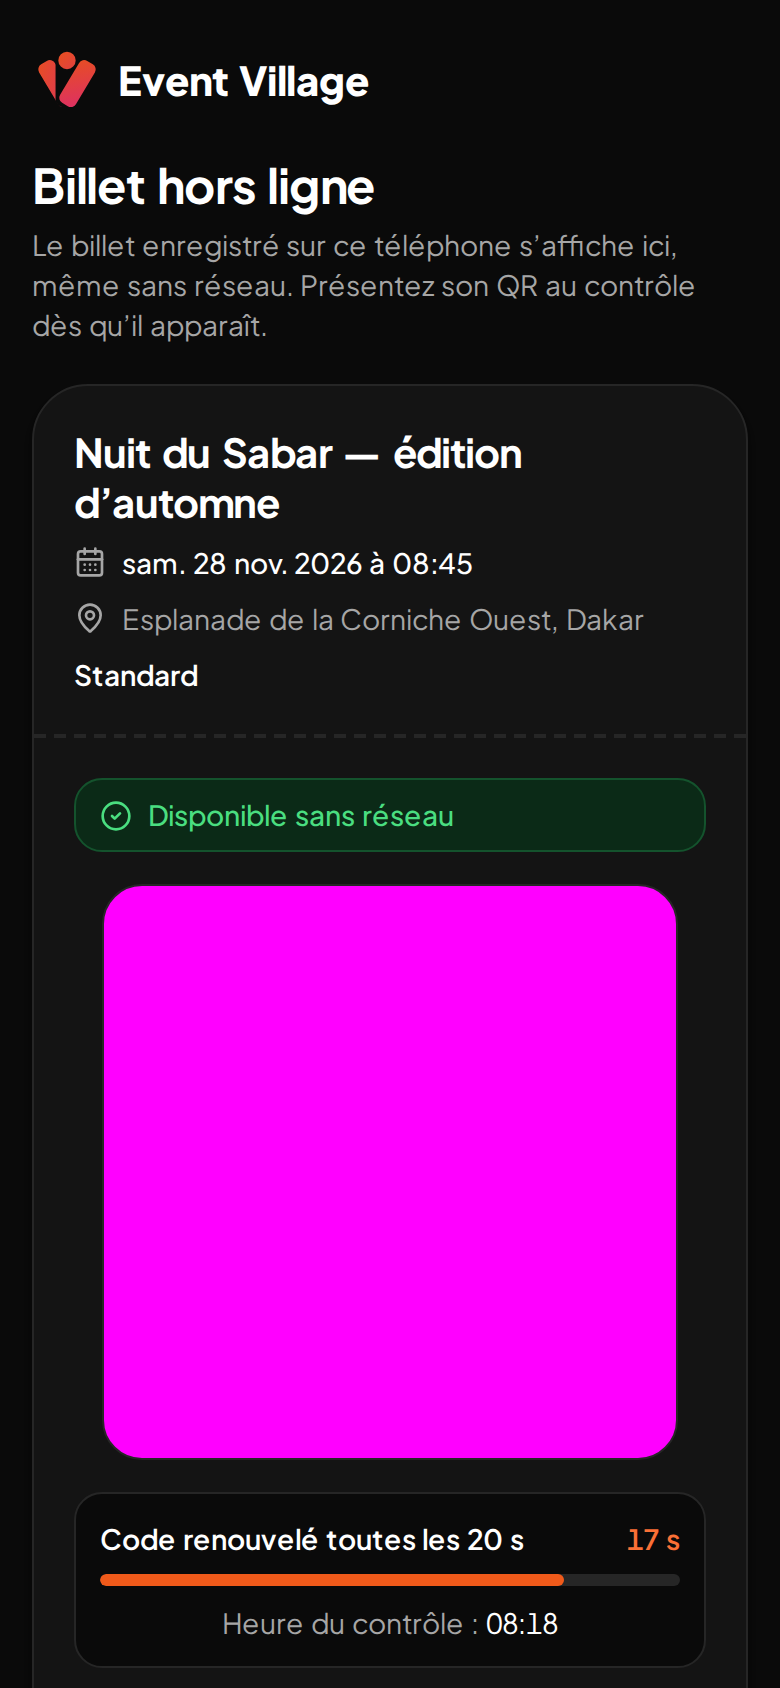 Event Village
Billet hors ligne
Le billet enregistré sur ce téléphone s’affiche ici,
même sans réseau. Présentez son QR au contrôle
dès qu’il apparaît.
Nuit du Sabar — édition
d’automne
sam. 28 nov. 2026 à 08:45
Esplanade de la Corniche Ouest, Dakar
Standard
Disponible sans réseau
Code renouvelé toutes les 20 s 17 s
Heure du contrôle : 08:18